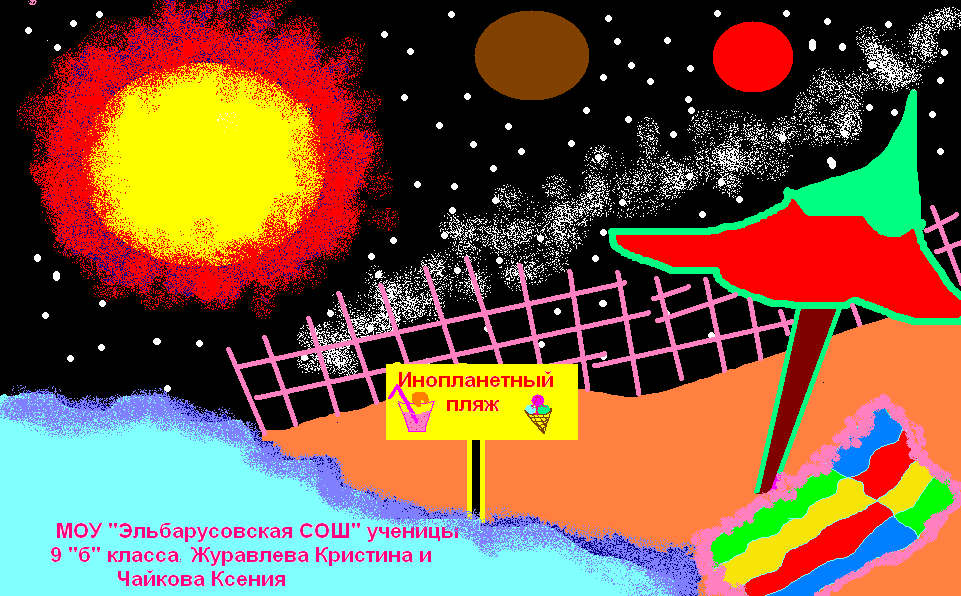 Инопланетный
пляж
МОУ "Эльбарусовская СОШ" ученицы
9 "б" класса Журавлева Кристина и
Чайкова Ксения